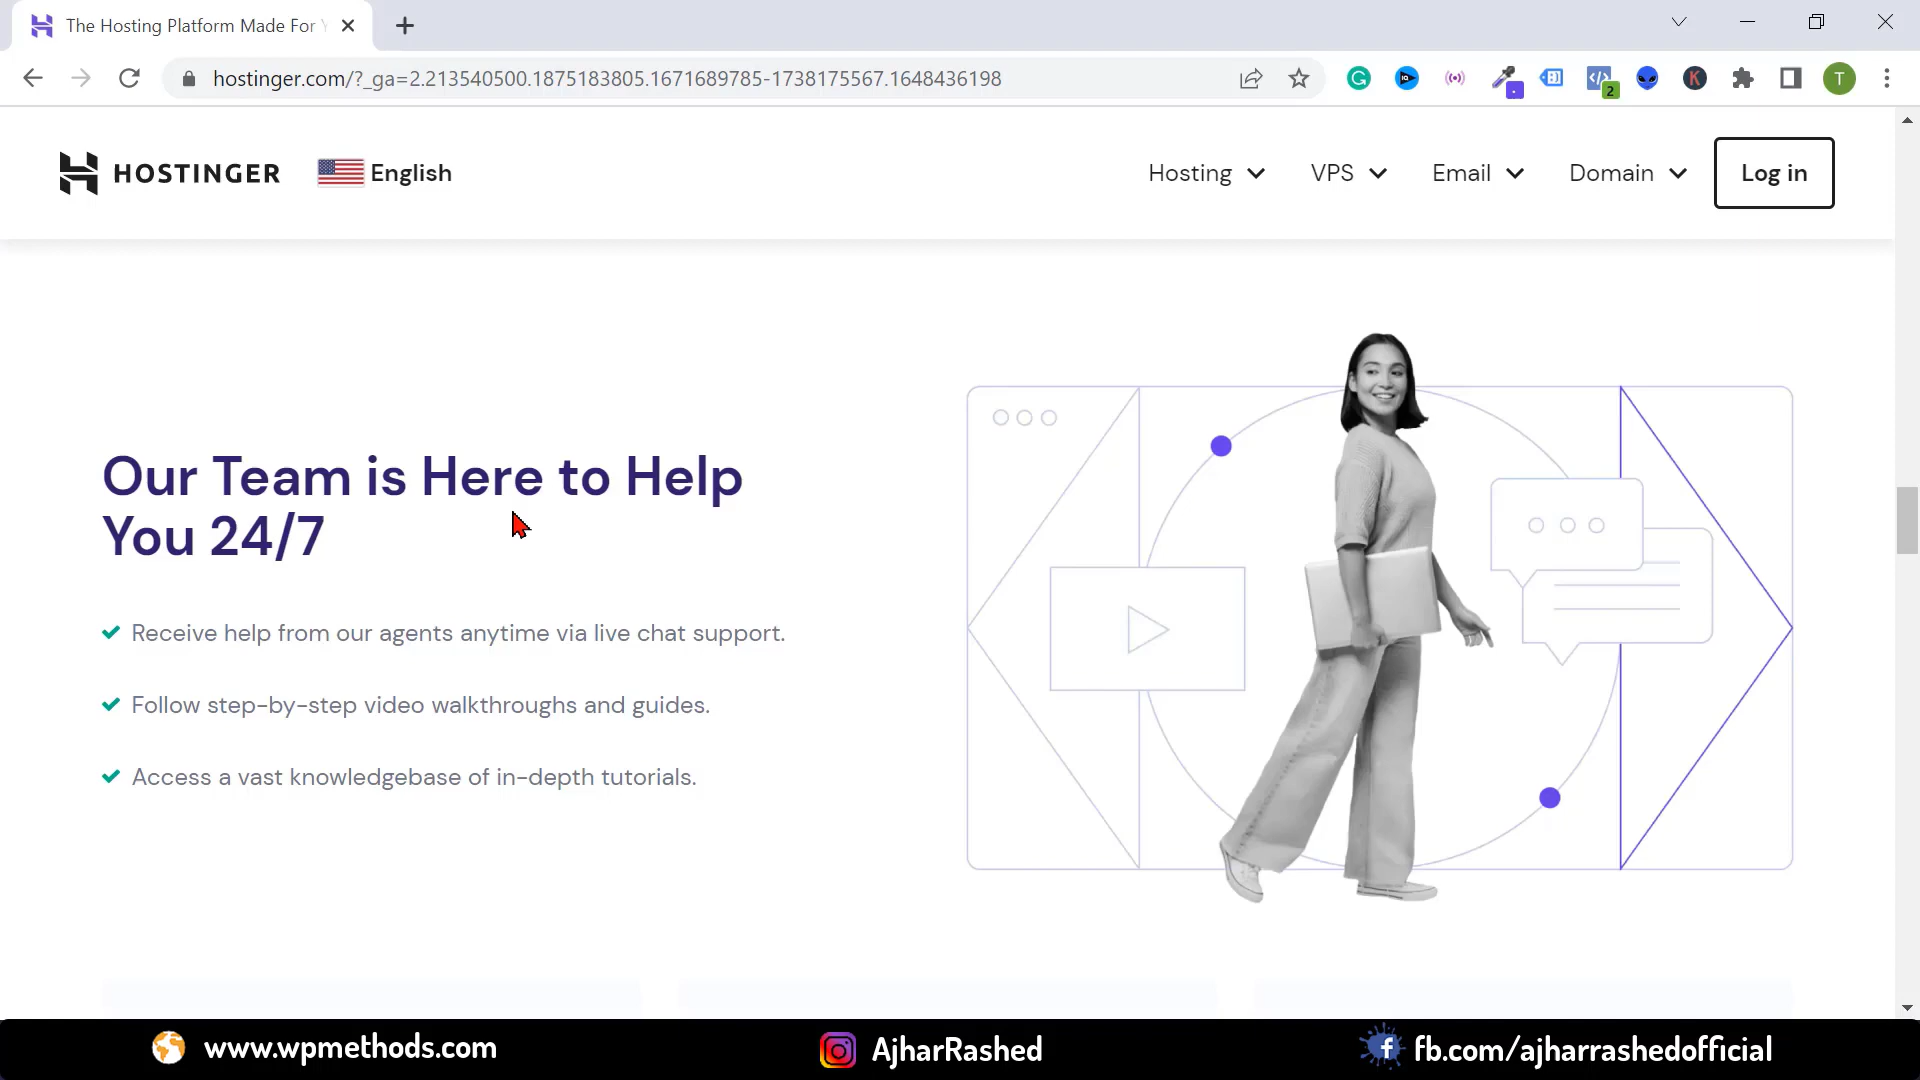 The Hosting Platform Made For
hostinger.com/?_ga=2.213540500.1875183805.1671689785-1738175567.1648436198
2
T
HOSTINGER
English
Hosting
VPS
Email
Domain
Log in
Our Team is Here to Help
You 24/7
Receive help from our agents anytime via live chat support.
Follow step-by-step video walkthroughs and guides.
Access a vast knowledgebase of in-depth tutorials.
www.wpmethods.com
AjharRashed
fb.com/ajharrashedofficial